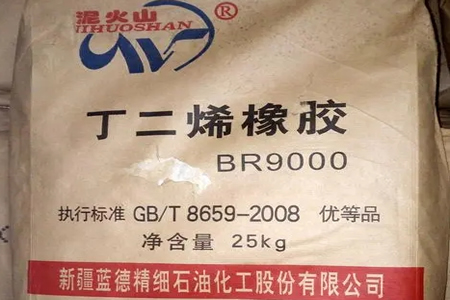 泥火山®
NIHUOSHAN
丁二烯橡胶
BR9000
执行标准 GB/T 8659-2008 优等品
净含量 25kg
新疆蓝德精细石油化工股份有限公司